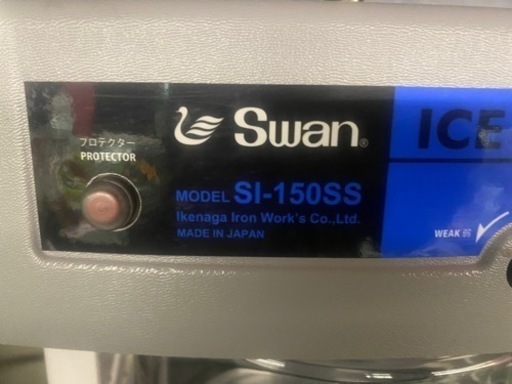 プロテクター
PROTECTOR
Swan®
MODEL SI-150SS
Ikenaga Iron Work's Co.,Ltd.
MADE IN JAPAN
ICE
WEAK 弱